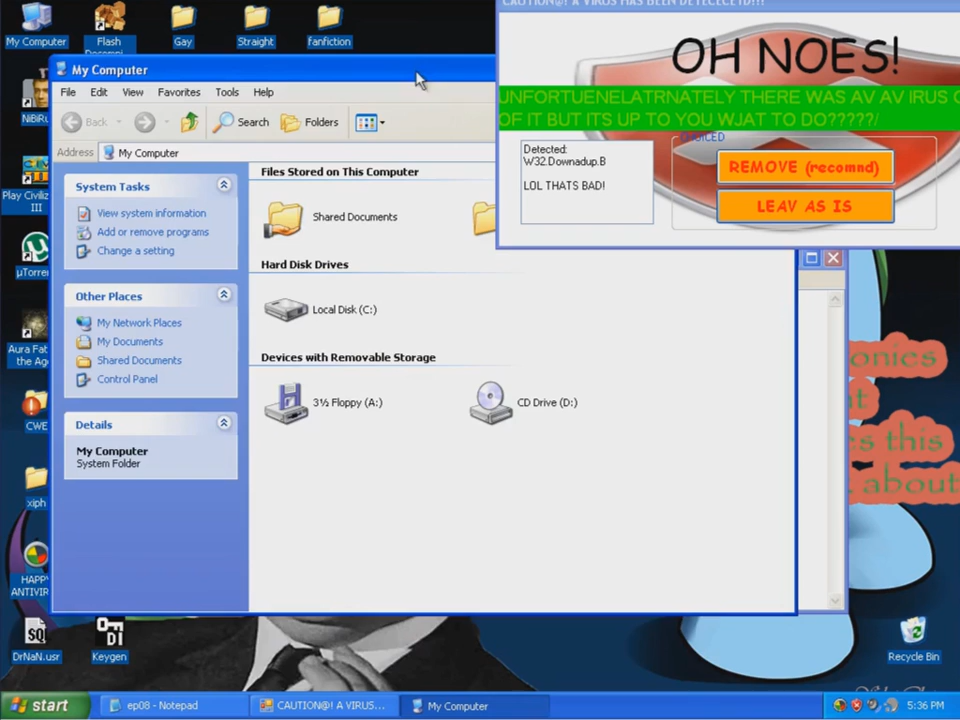 CAUTION@! A VIRUS HAS BEEN DETECECTD!!!
OH NOES!
UNFORTUENELATRNATELY THERE WAS AV AV IRUS
OF IT BUT ITS UP TO YOU WJAT TO DO?????/
Detected:
W32.Downadup.B
LOL THATS BAD!
REMOVE (recomnd)
LEAV AS IS
My Computer
Flash
Gay
Straight
fanfiction
My Computer
File Edit View Favorites Tools Help
Back Search Folders
Address My Computer
System Tasks
View system information
Add or remove programs
Change a setting
Other Places
My Network Places
My Documents
Shared Documents
Control Panel
Details
My Computer
System Folder
Files Stored on This Computer
Shared Documents
Hard Disk Drives
Local Disk (C:)
Devices with Removable Storage
3½ Floppy (A:)
CD Drive (D:)
NiBiRu
Play Civiliz
III
µTorre
Aura Fat
the Ag
CWE
xiph
HAPPY
ANTIVIR
DrNaN.usr
Keygen
onics
t
s this
about
Recycle Bin
start
ep08 - Notepad
CAUTION@! A VIRUS...
My Computer
5:36 PM